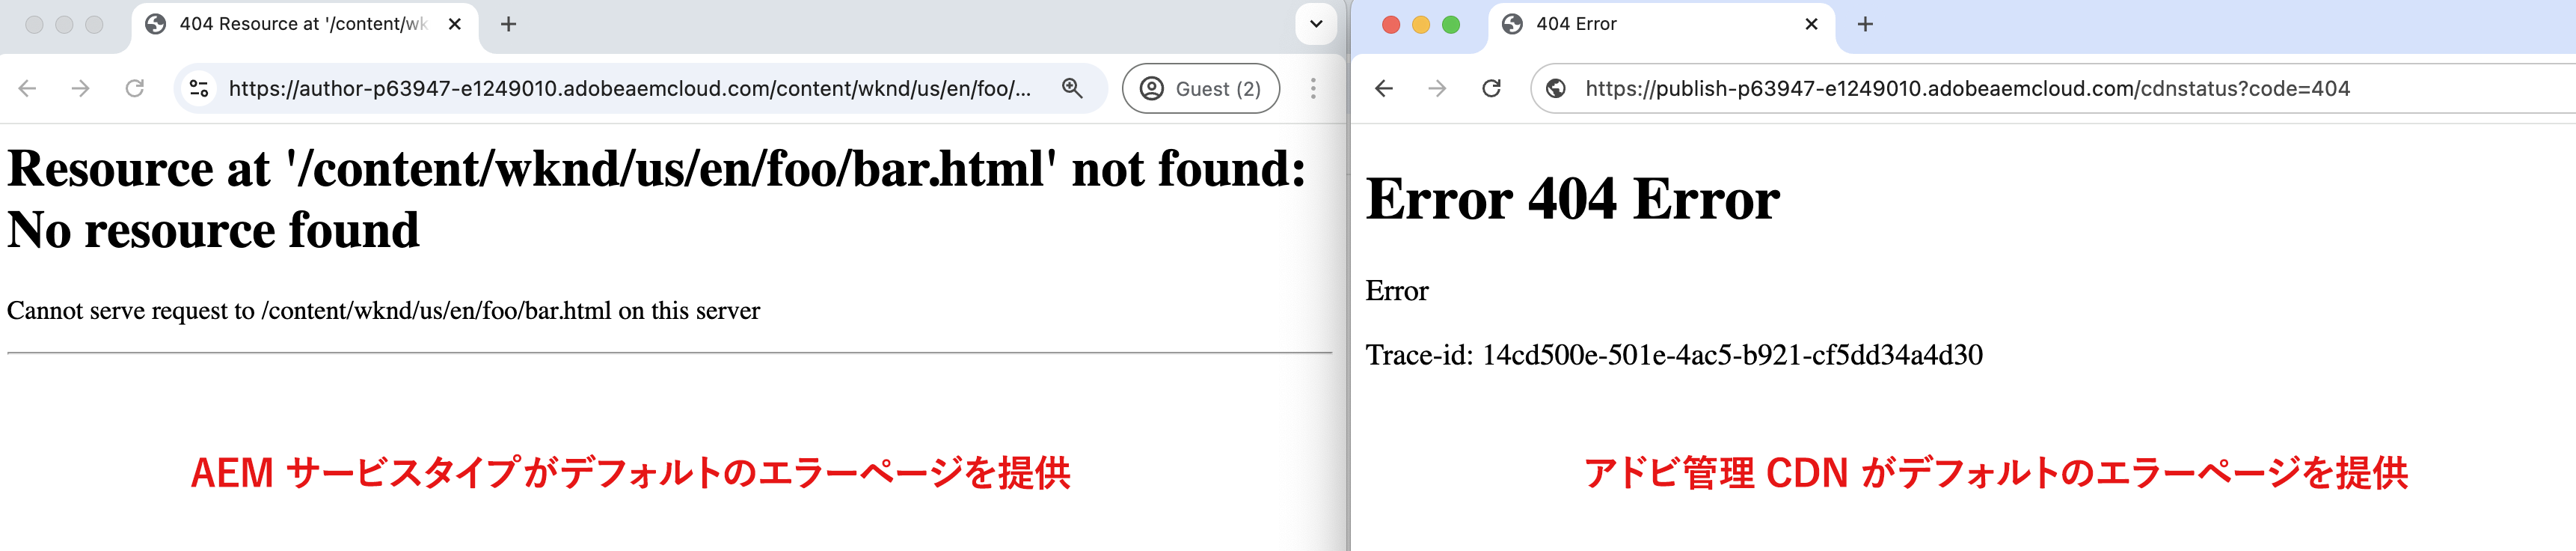 404 Resource at '/content/wk
https://author-p63947-e1249010.adobeaemcloud.com/content/wknd/us/en/foo/...
Guest (2)
Resource at '/content/wknd/us/en/foo/bar.html' not found:
No resource found
Cannot serve request to /content/wknd/us/en/foo/bar.html on this server
AEM サービスタイプがデフォルトのエラーページを提供
404 Error
https://publish-p63947-e1249010.adobeaemcloud.com/cdnstatus?code=404
Error 404 Error
Error
Trace-id: 14cd500e-501e-4ac5-b921-cf5dd34a4d30
アドビ管理 CDN がデフォルトのエラーページを提供